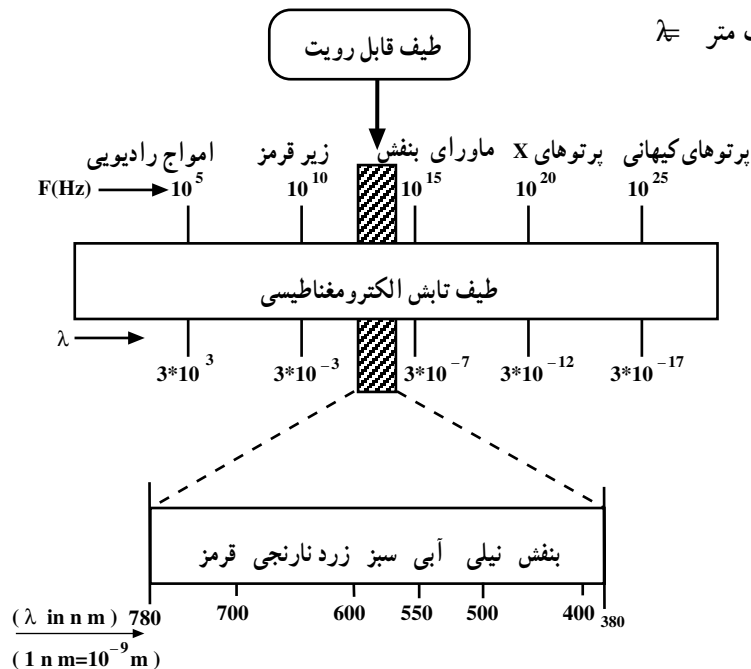 طیف قابل رویت
متر = λ
امواج رادیویی زیر قرمز ماورای بنفش پرتوهای X پرتوهای کیهانی
F(Hz) 10^5 10^10 10^15 10^20 10^25
طیف تابش الکترومغناطیسی
λ
3*10^3 3*10^-3 3*10^-7 3*10^-12 3*10^-17
قرمز نارنجی زرد سبز آبی نیلی بنفش
780 700 600 550 500 400 380
( λ in n m )
( 1 n m=10^-9 m )